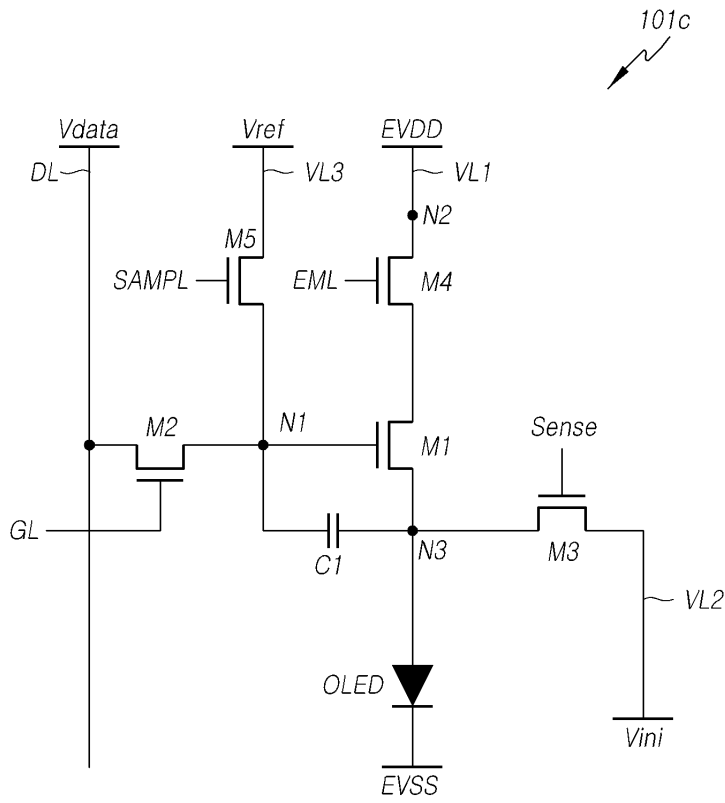 101c
Vdata
Vref
EVDD
DL
VL3
VL1
N2
M5
SAMPL
EML
M4
M2
N1
M1
Sense
GL
C1
N3
M3
VL2
OLED
Vini
EVSS